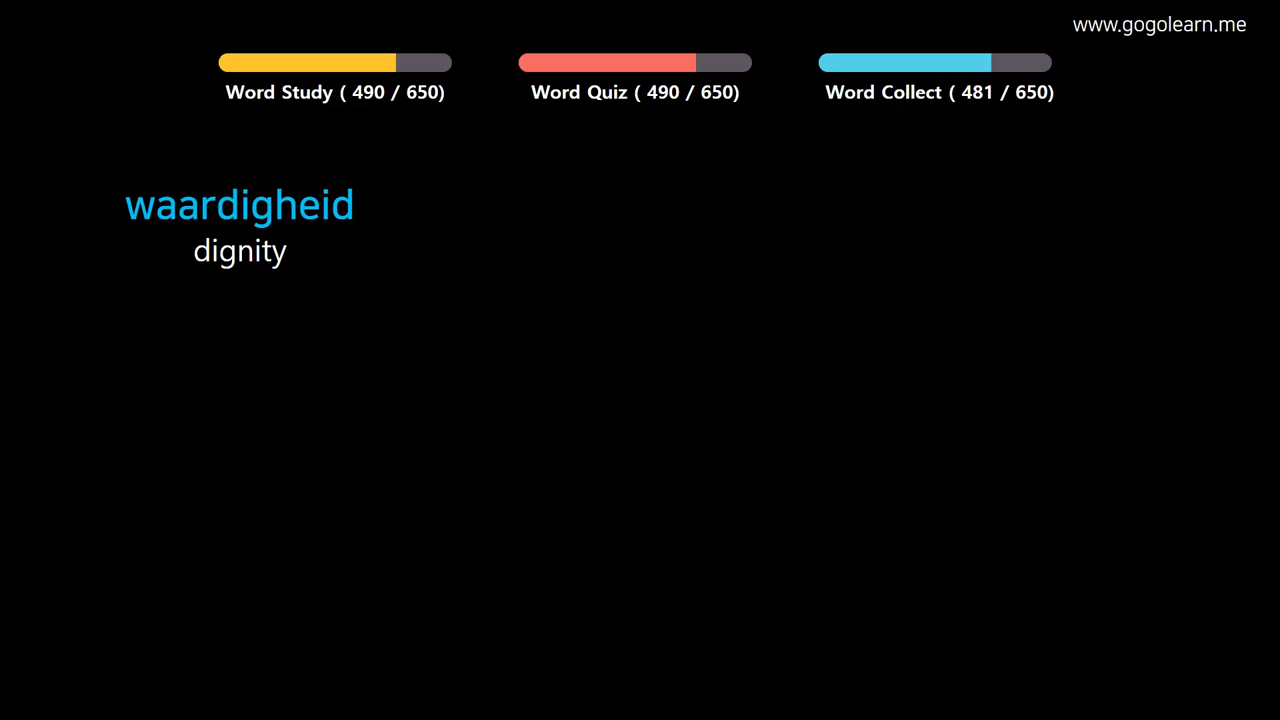 www.gogolearn.me
Word Study ( 490 / 650)
Word Quiz ( 490 / 650)
Word Collect ( 481 / 650)
waardigheid
dignity